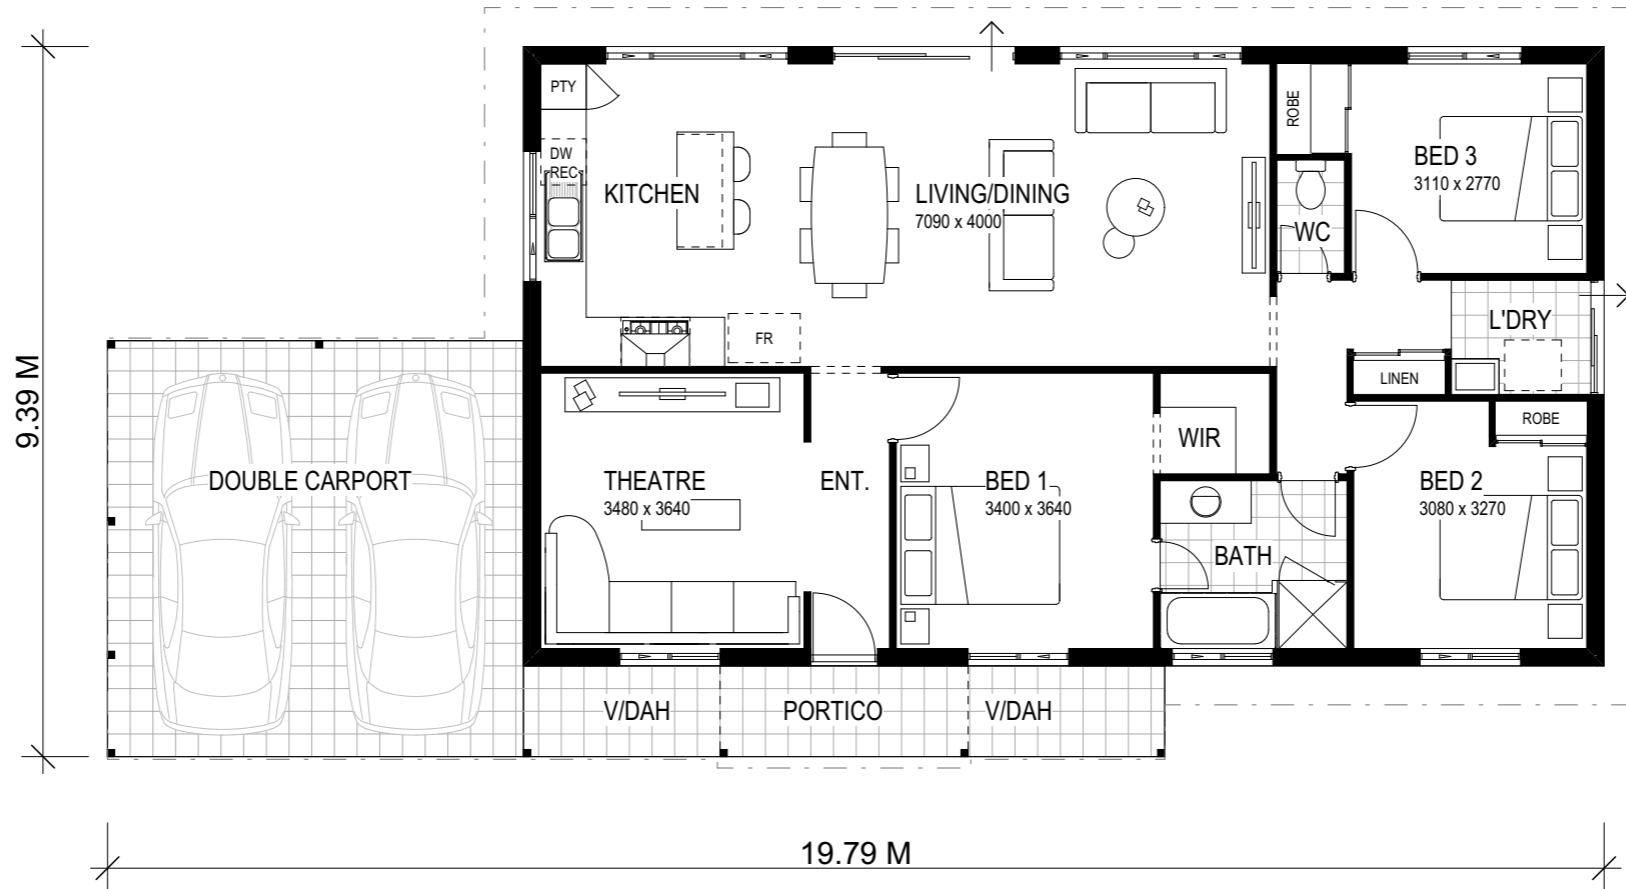 PTY
DW
REC
KITCHEN
LIVING/DINING
7090 x 4000
ROBE
BED 3
3110 x 2770
WC
L'DRY
FR
LINEN
ROBE
9.39 M
DOUBLE CARPORT
THEATRE
3480 x 3640
ENT.
BED 1
3400 x 3640
WIR
BED 2
3080 x 3270
BATH
V/DAH
PORTICO
V/DAH
19.79 M